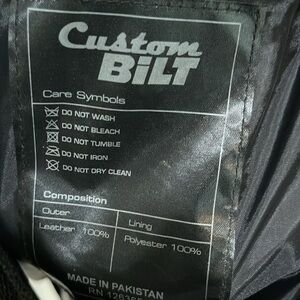 Custom
BiLT
Care Symbols
DO NOT WASH
DO NOT BLEACH
DO NOT TUMBLE
DO NOT IRON
DO NOT DRY CLEAN
Composition
Outer Lining
Leather 100% Polyester 100%
MADE IN PAKISTAN
RN